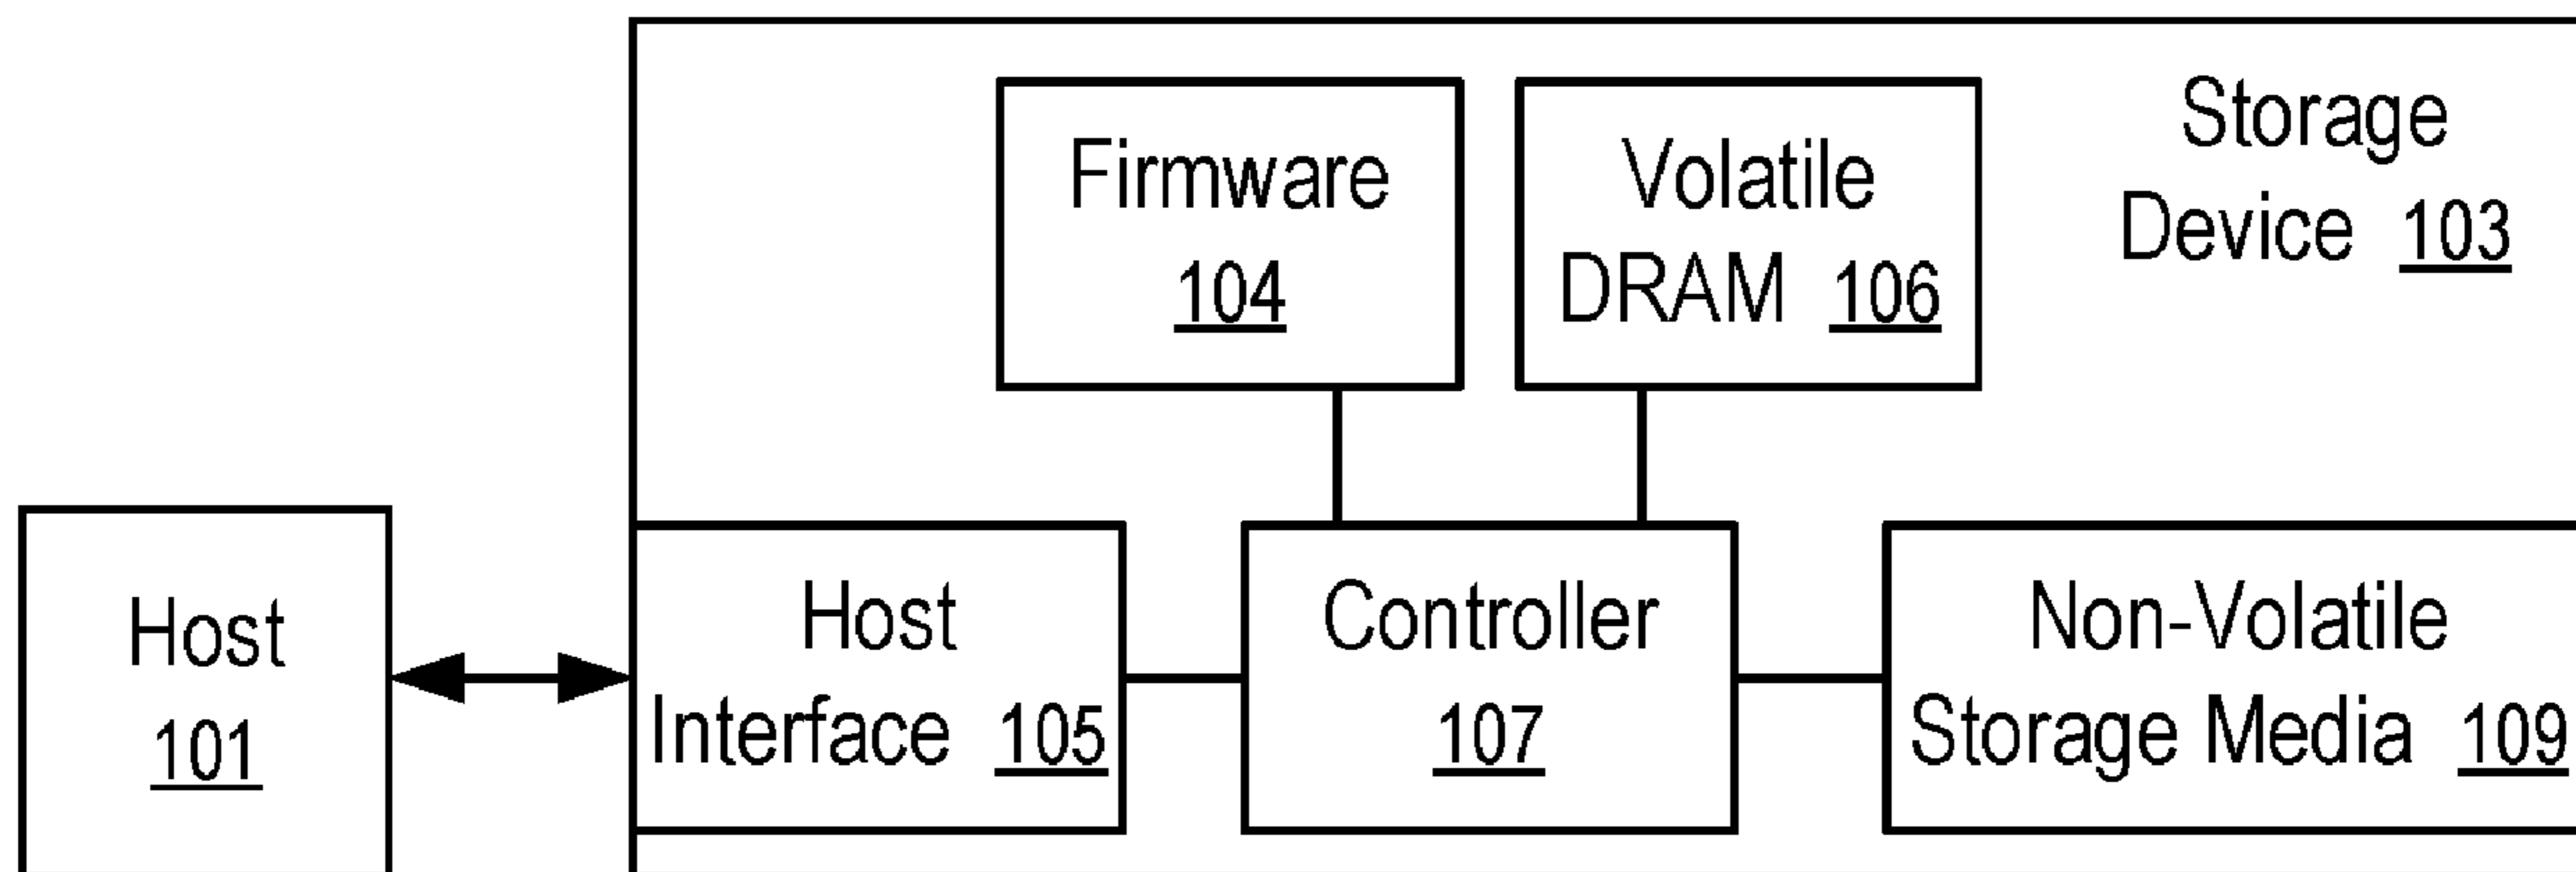 Firmware
104
Volatile
DRAM 106
Storage
Device 103
Host
101
Host
Interface 105
Controller
107
Non-Volatile
Storage Media 109